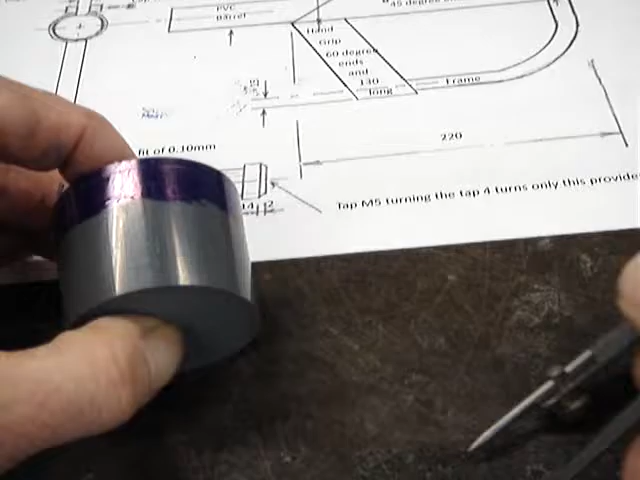 PVC
Barrel
45 degree
Hand
Grip
60 degree
ends
and
130
long
Frame
220
fit of 0.10mm
Tap M5 turning the tap 4 turns only this provide
14
2